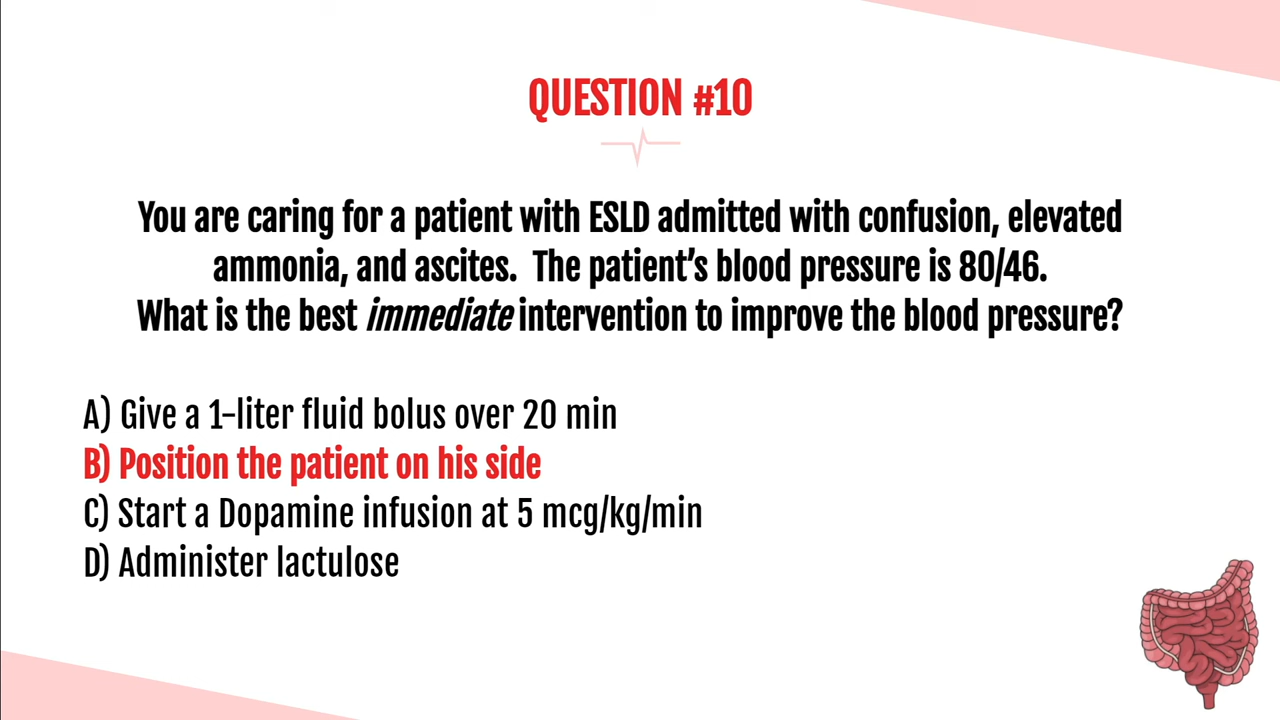 QUESTION #10
You are caring for a patient with ESLD admitted with confusion, elevated
ammonia, and ascites.  The patient’s blood pressure is 80/46.
What is the best immediate intervention to improve the blood pressure?
A) Give a 1-liter fluid bolus over 20 min
B) Position the patient on his side
C) Start a Dopamine infusion at 5 mcg/kg/min
D) Administer lactulose